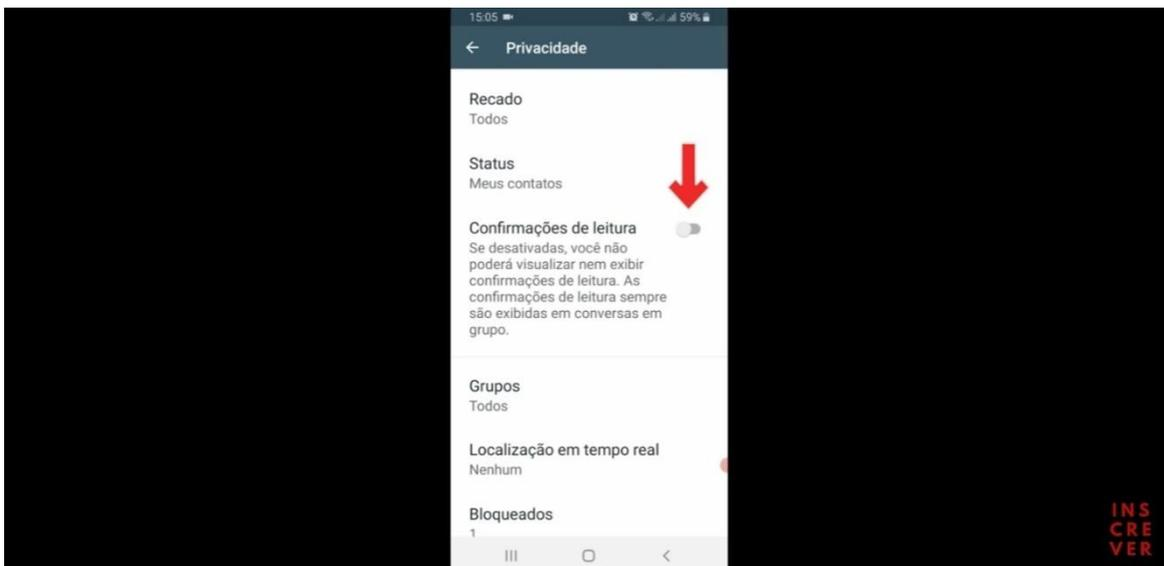 15:05
59%
Privacidade
Recado
Todos
Status
Meus contatos
Confirmações de leitura
Se desativadas, você não
poderá visualizar nem exibir
confirmações de leitura. As
confirmações de leitura sempre
são exibidas em conversas em
grupo.
Grupos
Todos
Localização em tempo real
Nenhum
Bloqueados
1
INS
CRE
VER